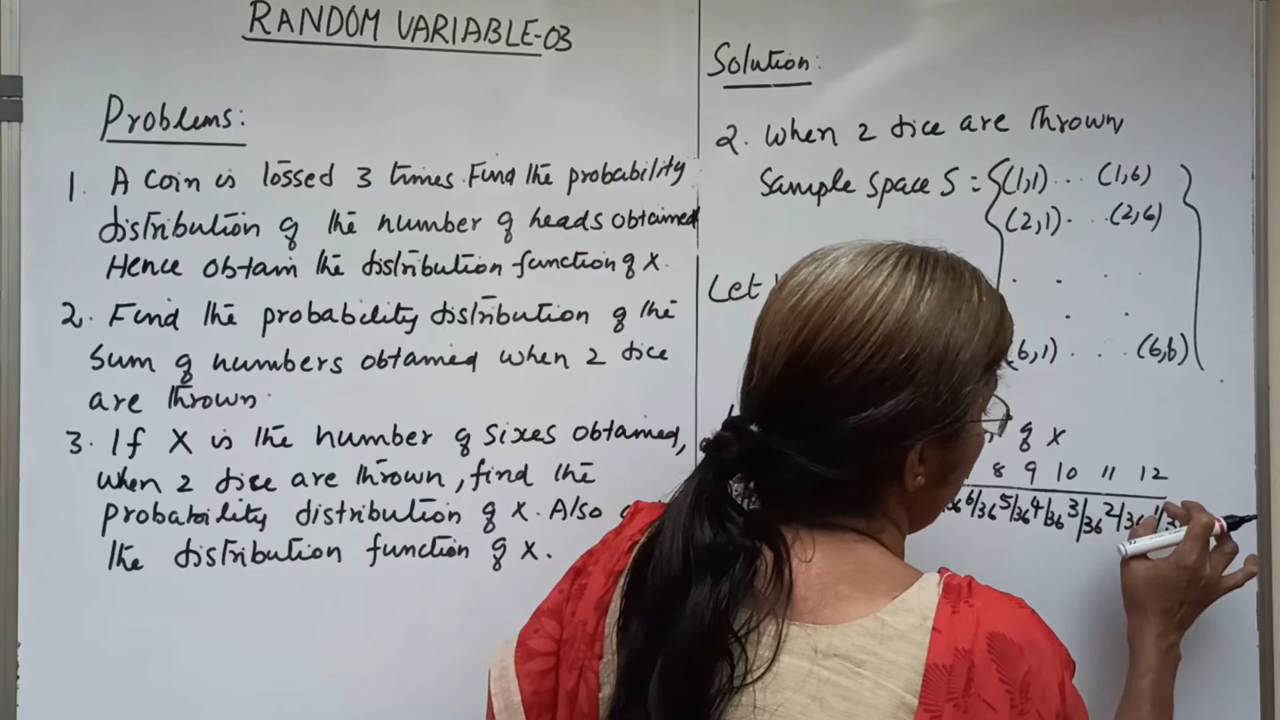 RANDOM VARIABLE-03
Problems:
1. A coin is tossed 3 times. Find the probability
distribution of the number of heads obtained
Hence obtain the distribution function of X.
2. Find the probability distribution of the
sum of numbers obtained when 2 dice
are thrown.
3. If X is the number of sixes obtained,
when 2 dice are thrown, find the
probability distribution of X. Also
the distribution function of X.
Solution:
2. When 2 dice are thrown
Sample space S = {(1,1) ... (1,6)
(2,1) . . . (2,6)
Let
(6,1) . . . (6,6)}
of X
8 9 10 11 12
6/36 5/36 4/36 3/36 2/36